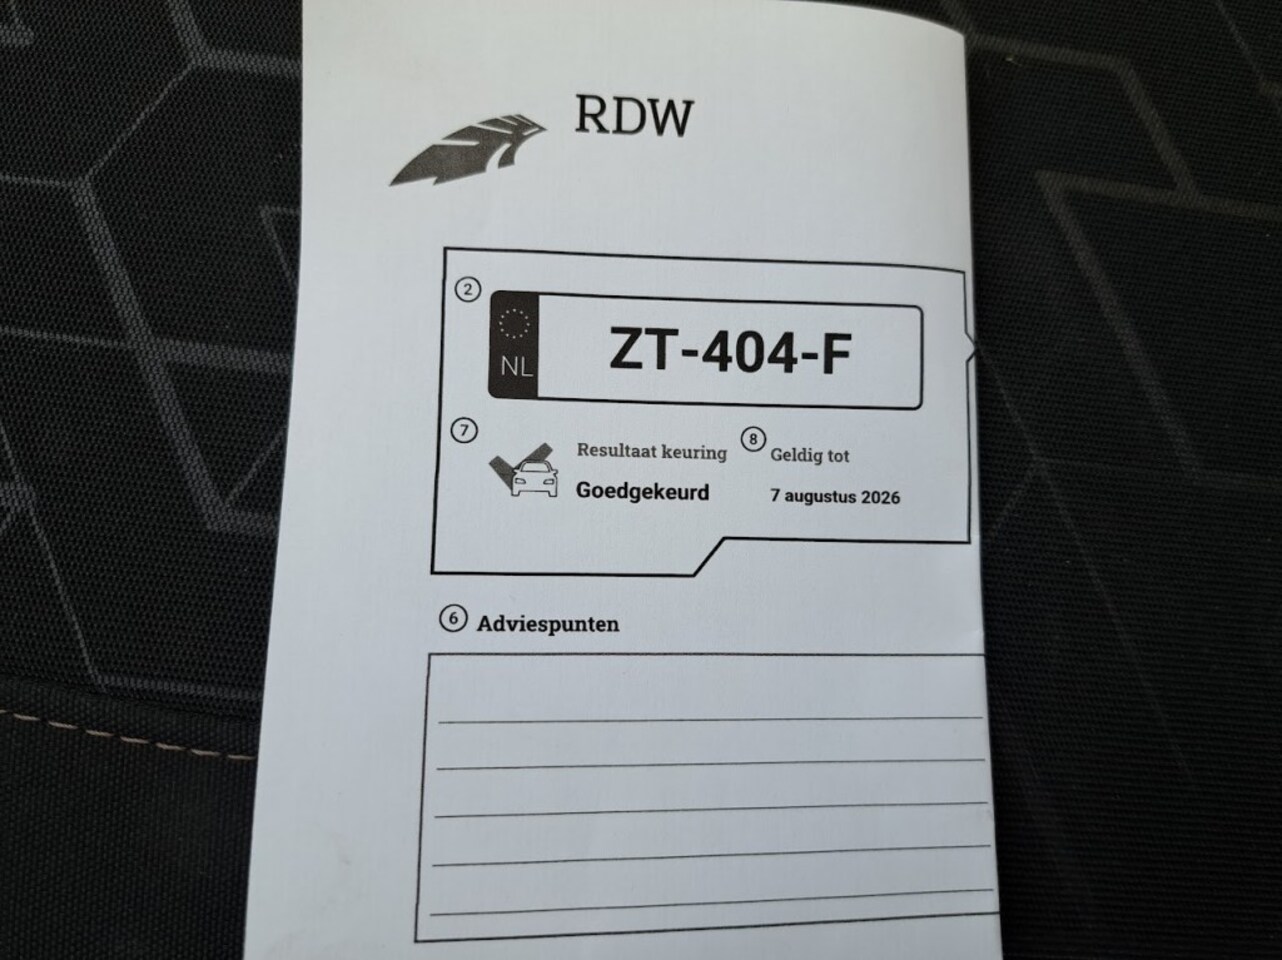 RDW
2
NL
ZT-404-F
7
Resultaat keuring
8
Geldig tot
Goedgekeurd
7 augustus 2026
6 Adviespunten